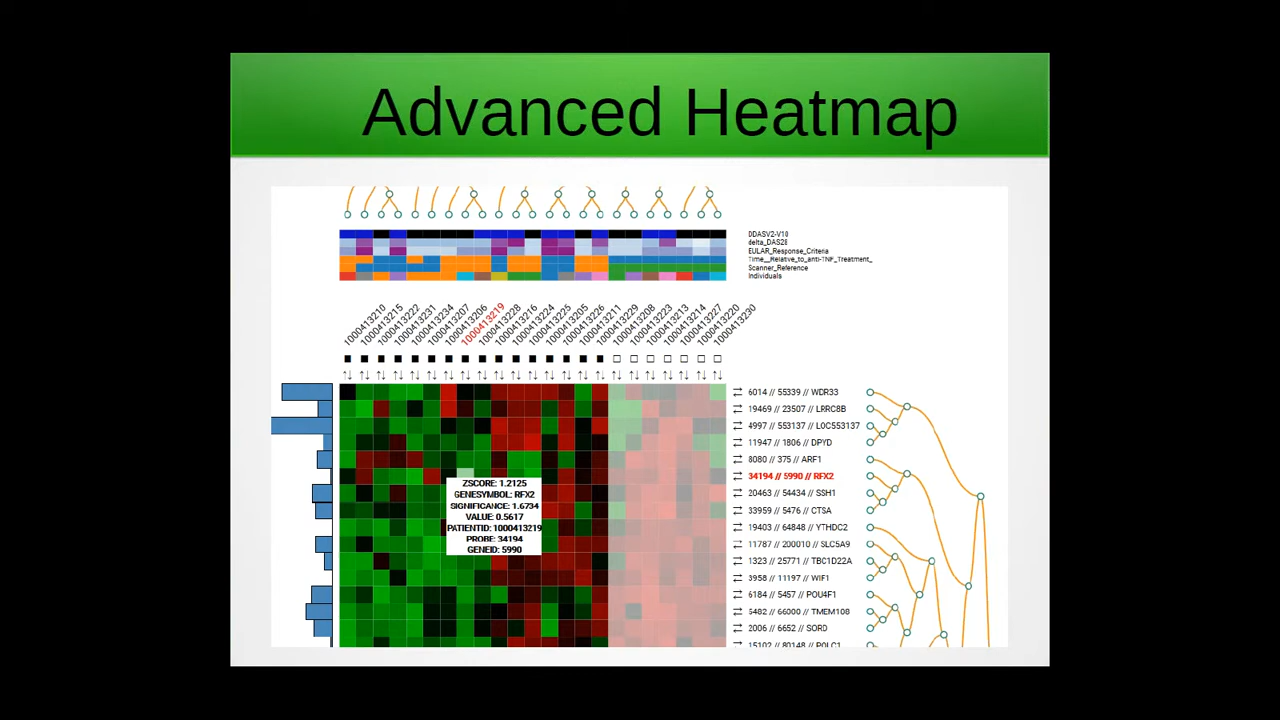 Advanced Heatmap
DDASV2-V10
delta_DAS28
EULAR_Response_Criteria
Time__Relative_to_anti-TNF_Treatment_
Scanner_Reference
Individuals
1000413210
1000413215
1000413222
1000413231
1000413234
1000413207
1000413206
1000413219
1000413228
1000413216
1000413224
1000413225
1000413205
1000413226
1000413211
1000413229
1000413208
1000413223
1000413213
1000413214
1000413227
1000413220
1000413230
6014 // 55339 // WDR33
19469 // 23507 // LRRC8B
4997 // 553137 // LOC553137
11947 // 1806 // DPYD
8080 // 375 // ARF1
34194 // 5990 // RFX2
20463 // 54434 // SSH1
33959 // 5476 // CTSA
19403 // 64848 // YTHDC2
11787 // 200010 // SLC5A9
1323 // 25771 // TBC1D22A
3958 // 11197 // WIF1
6184 // 5457 // POU4F1
5482 // 66000 // TMEM108
2006 // 6652 // SORD
15102 // 80148 // PQLC1
ZSCORE: 1.2125
GENESYMBOL: RFX2
SIGNIFICANCE: 1.6734
VALUE: 0.5617
PATIENTID: 1000413219
PROBE: 34194
GENEID: 5990